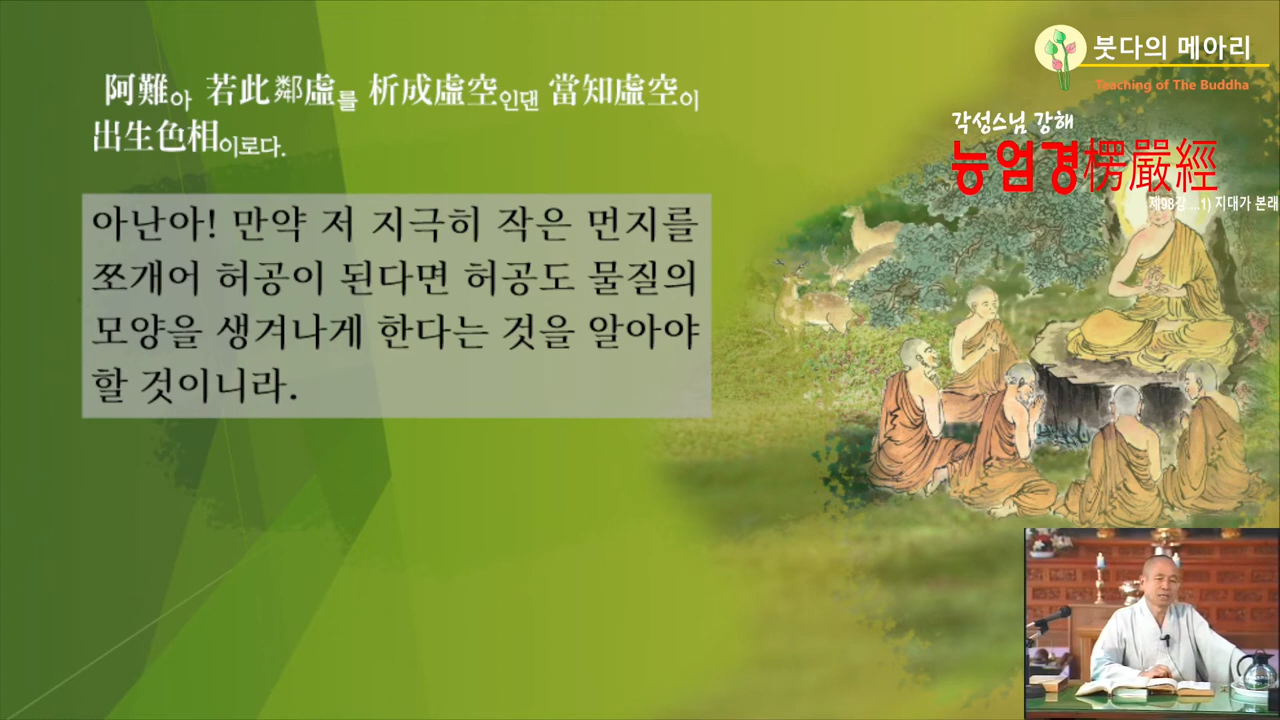 阿難아 若此鄰虛를 析成虛空인댄 當知虛空이
出生色相이로다.
아난아! 만약 저 지극히 작은 먼지를
쪼개어 허공이 된다면 허공도 물질의
모양을 생겨나게 한다는 것을 알아야
할 것이니라.
붓다의 메아리
Teaching of The Buddha
각성스님 강해
능엄경楞嚴經
제98강 ...1) 지대가 본래